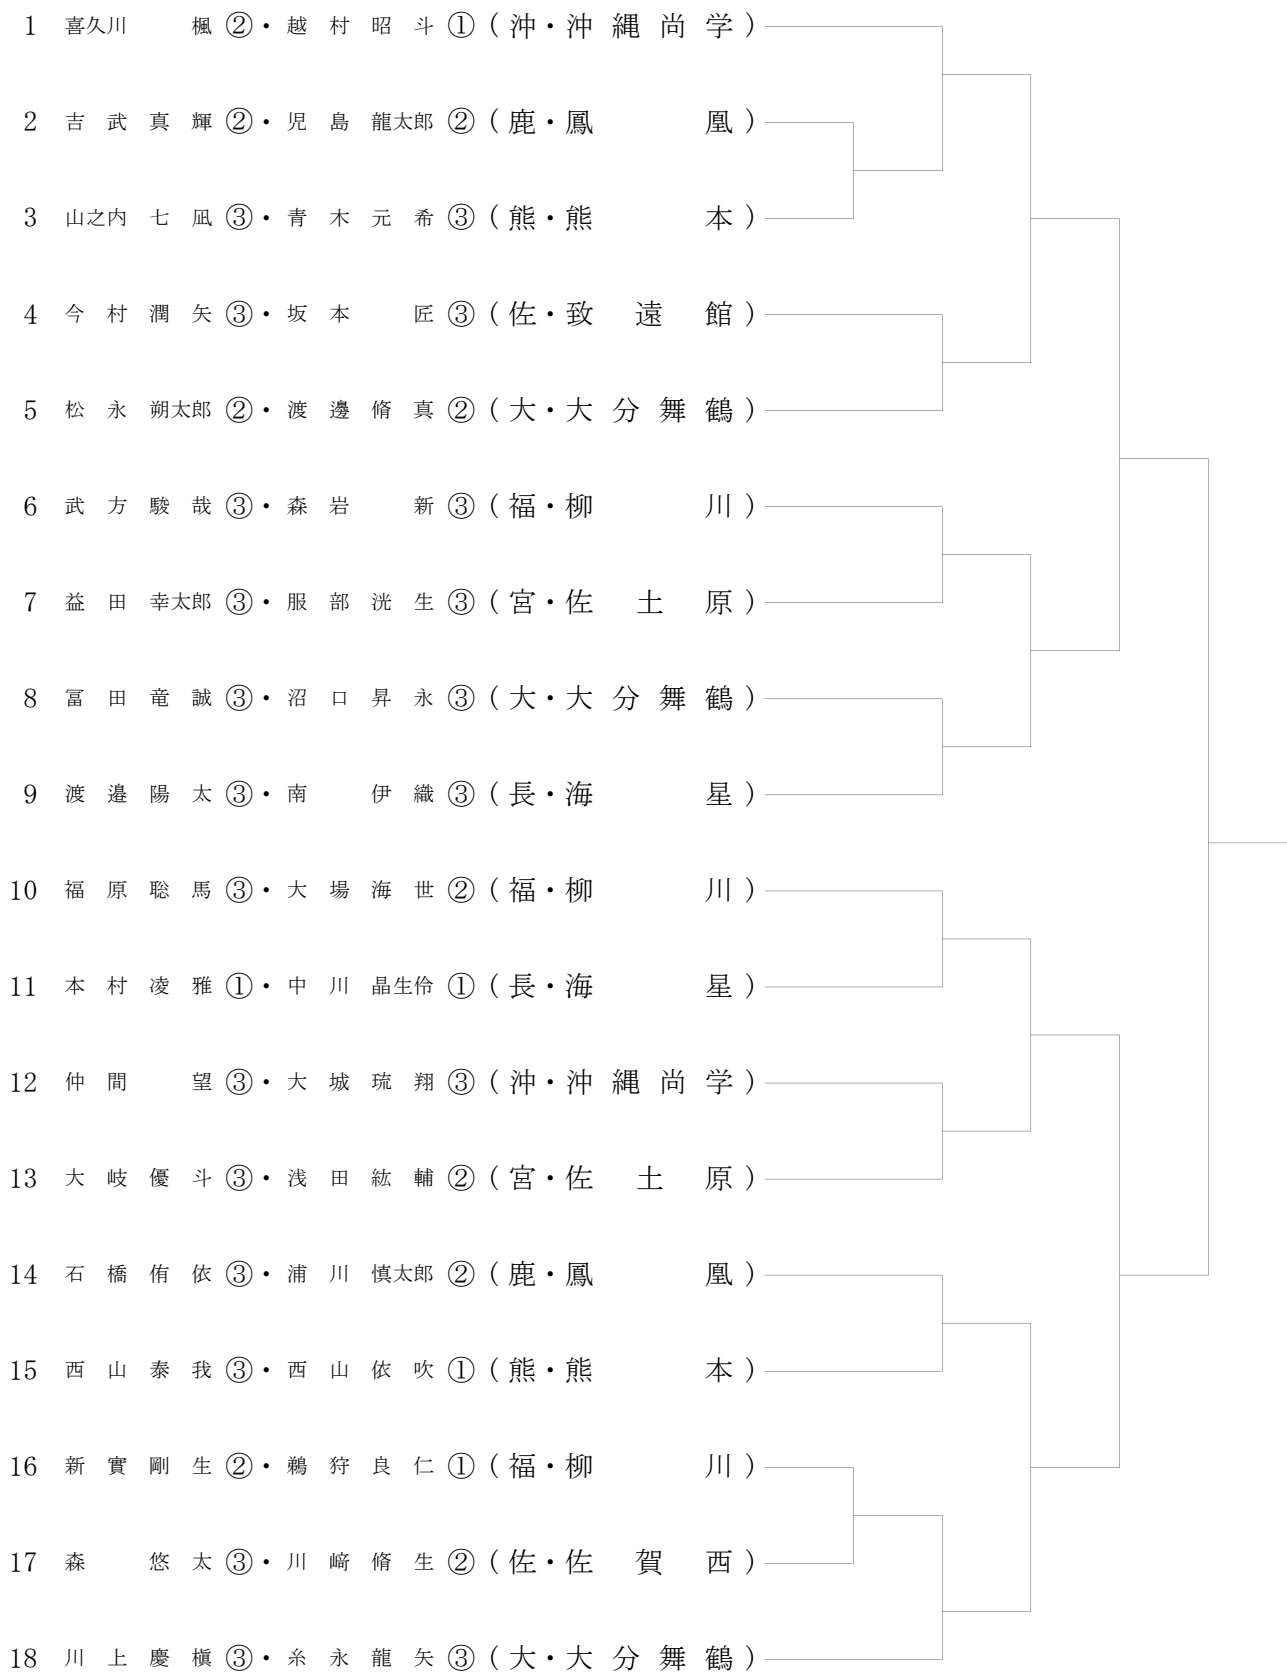 1 喜久川 楓 ②・越村昭斗 ①(沖・沖縄尚学)
2 吉武真輝 ②・児島龍太郎 ②(鹿・鳳凰)
3 山之内七凪 ③・青木元希 ③(熊・熊本)
4 今村潤矢 ③・坂本 匠 ③(佐・致遠館)
5 松永朔太郎 ②・渡邊脩真 ②(大・大分舞鶴)
6 武方駿哉 ③・森岩 新 ③(福・柳川)
7 益田幸太郎 ③・服部洸生 ③(宮・佐土原)
8 冨田竜誠 ③・沼口昇永 ③(大・大分舞鶴)
9 渡邉陽太 ③・南 伊織 ③(長・海星)
10 福原聡馬 ③・大場海世 ②(福・柳川)
11 本村凌雅 ①・中川晶生伶 ①(長・海星)
12 仲間 望 ③・大城琉翔 ③(沖・沖縄尚学)
13 大岐優斗 ③・浅田紘輔 ②(宮・佐土原)
14 石橋侑依 ③・浦川慎太郎 ②(鹿・鳳凰)
15 西山泰我 ③・西山依吹 ①(熊・熊本)
16 新實剛生 ②・鵜狩良仁 ①(福・柳川)
17 森 悠太 ③・川﨑脩生 ②(佐・佐賀西)
18 川上慶槇 ③・糸永龍矢 ③(大・大分舞鶴)